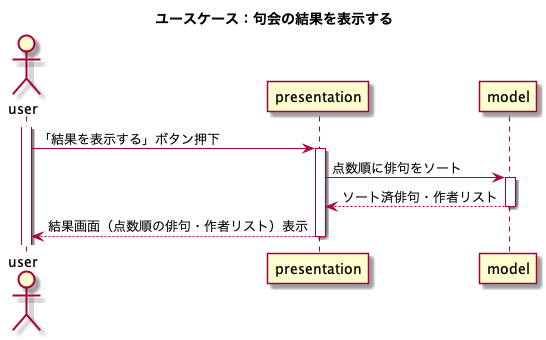 ユースケース：句会の結果を表示する
user
presentation
model
「結果を表示する」ボタン押下
点数順に俳句をソート
ソート済俳句・作者リスト
結果画面（点数順の俳句・作者リスト）表示
user
presentation
model